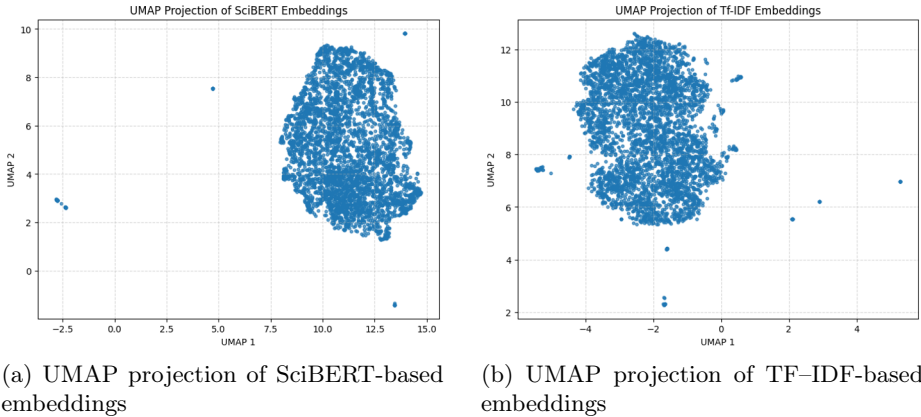 UMAP Projection of SciBERT Embeddings
10
8
6
4
2
0
UMAP 2
−2.5 0.0 2.5 5.0 7.5 10.0 12.5 15.0
UMAP 1
(a) UMAP projection of SciBERT-based
embeddings
UMAP Projection of Tf-IDF Embeddings
12
10
8
6
4
2
UMAP 2
−4 −2 0 2 4
UMAP 1
(b) UMAP projection of TF–IDF-based
embeddings